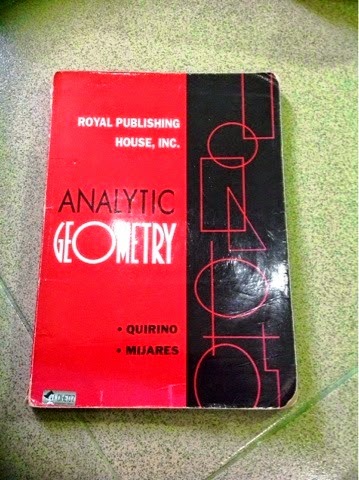 ROYAL PUBLISHING
HOUSE, INC.
ANALYTIC
GEOMETRY
• QUIRINO
• MIJARES